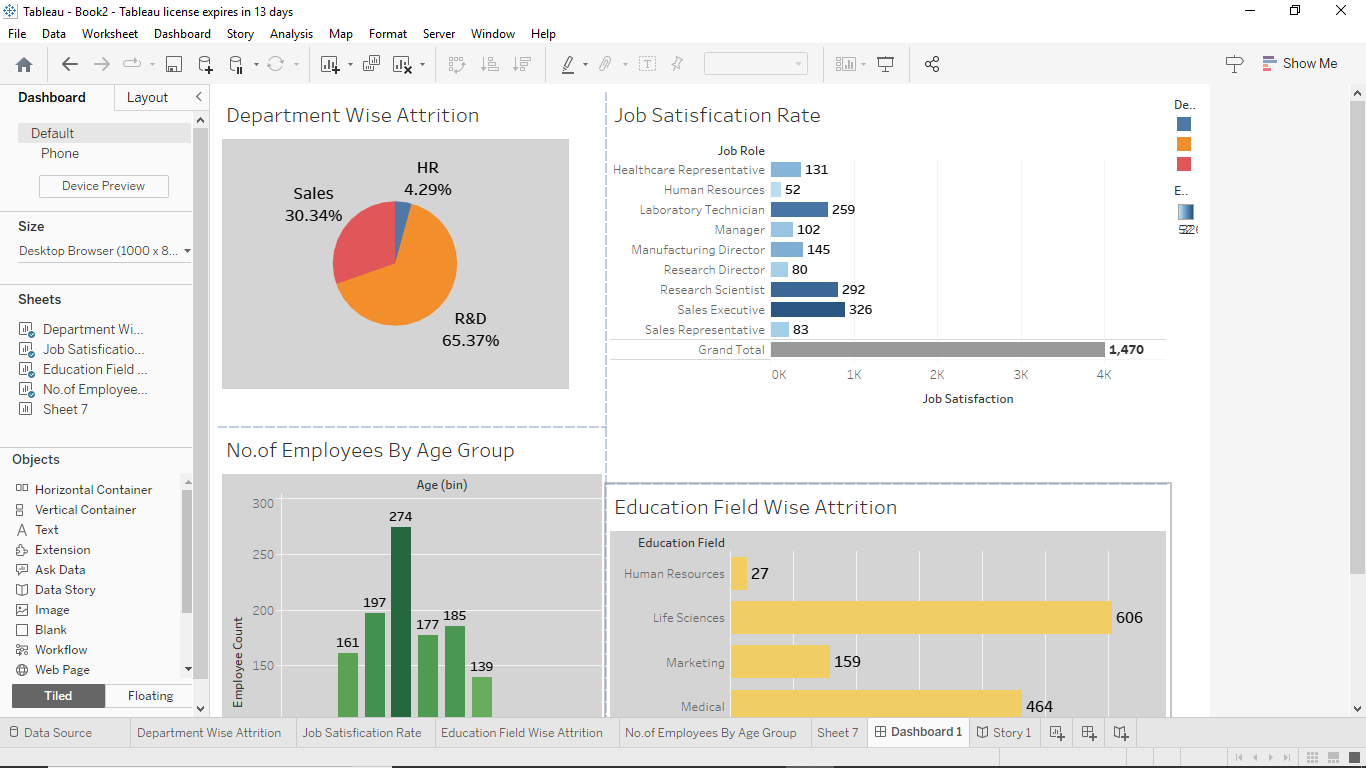 Tableau - Book2 - Tableau license expires in 13 days
File Data Worksheet Dashboard Story Analysis Map Format Server Window Help
Show Me
Dashboard Layout
Default
Phone
Device Preview
Size
Desktop Browser (1000 x 8...
Sheets
Department Wi...
Job Satisficatio...
Education Field ...
No.of Employee...
Sheet 7
Objects
Horizontal Container
Vertical Container
Text
Extension
Ask Data
Data Story
Image
Blank
Workflow
Web Page
Tiled Floating
Department Wise Attrition
HR
4.29%
Sales
30.34%
R&D
65.37%
Job Satisfication Rate
Job Role
Healthcare Representative 131
Human Resources 52
Laboratory Technician 259
Manager 102
Manufacturing Director 145
Research Director 80
Research Scientist 292
Sales Executive 326
Sales Representative 83
Grand Total 1,470
0K 1K 2K 3K 4K
Job Satisfaction
De..
E..
No.of Employees By Age Group
Age (bin)
Employee Count
300
250
200
150
161 197 274 177 185 139
Education Field Wise Attrition
Education Field
Human Resources 27
Life Sciences 606
Marketing 159
Medical 464
Data Source Department Wise Attrition Job Satisfication Rate Education Field Wise Attrition No.of Employees By Age Group Sheet 7 Dashboard 1 Story 1